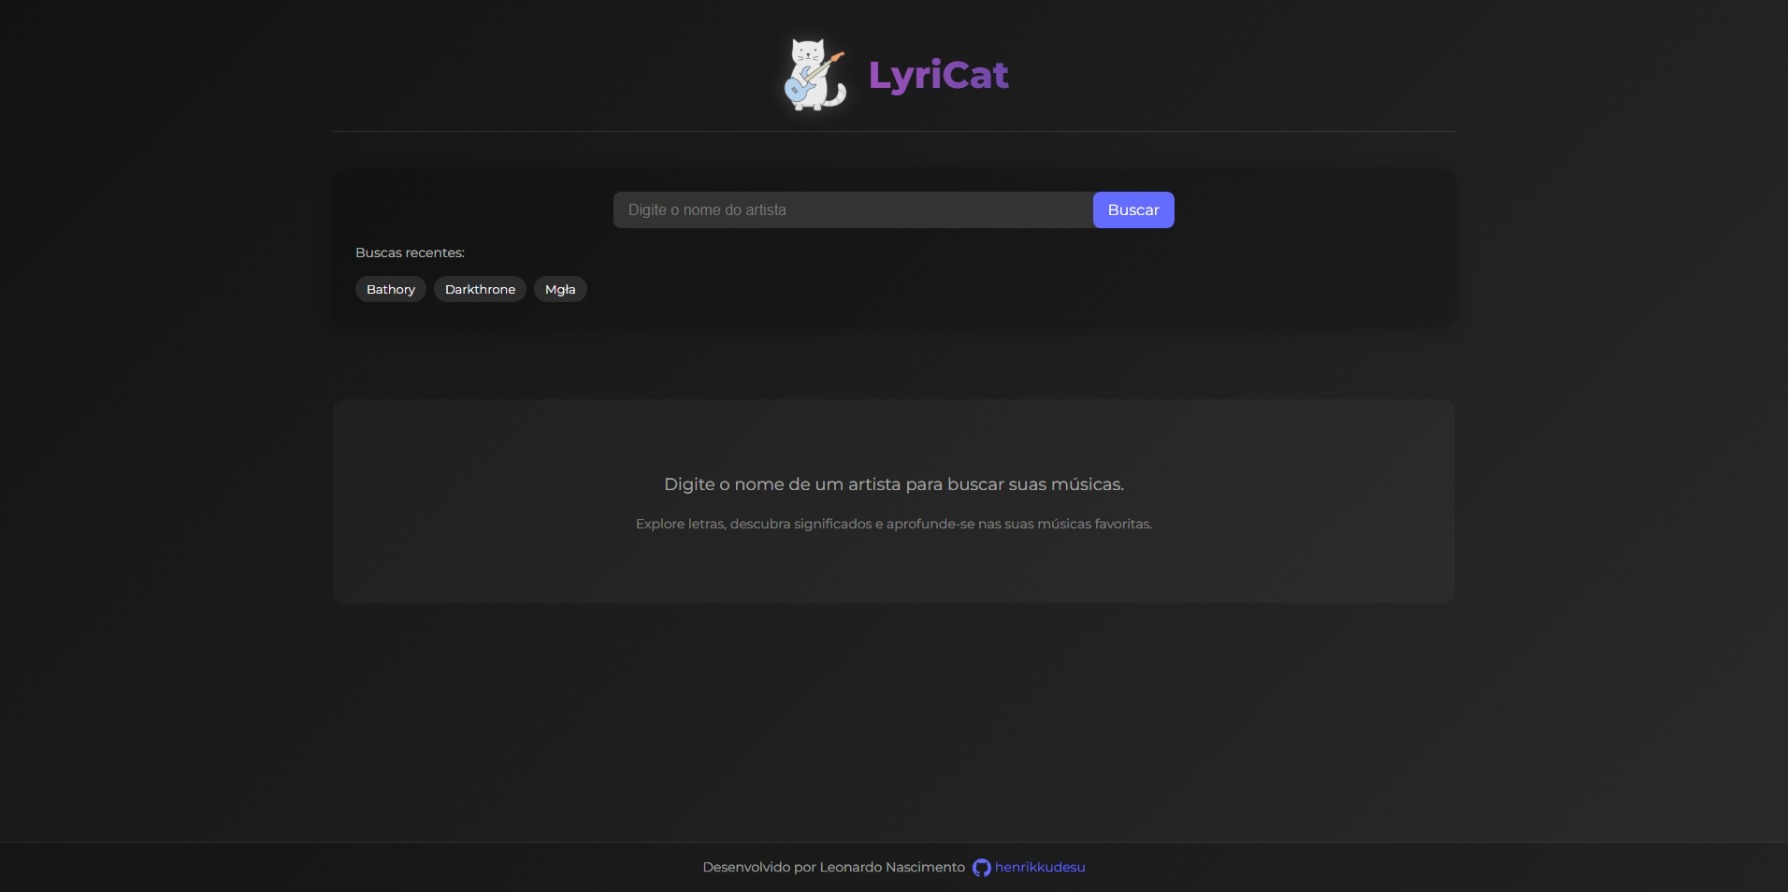 LyriCat
Digite o nome do artista
Buscar
Buscas recentes:
Bathory Darkthrone Mgła
Digite o nome de um artista para buscar suas músicas.
Explore letras, descubra significados e aprofunde-se nas suas músicas favoritas.
Desenvolvido por Leonardo Nascimento henrikkudesu